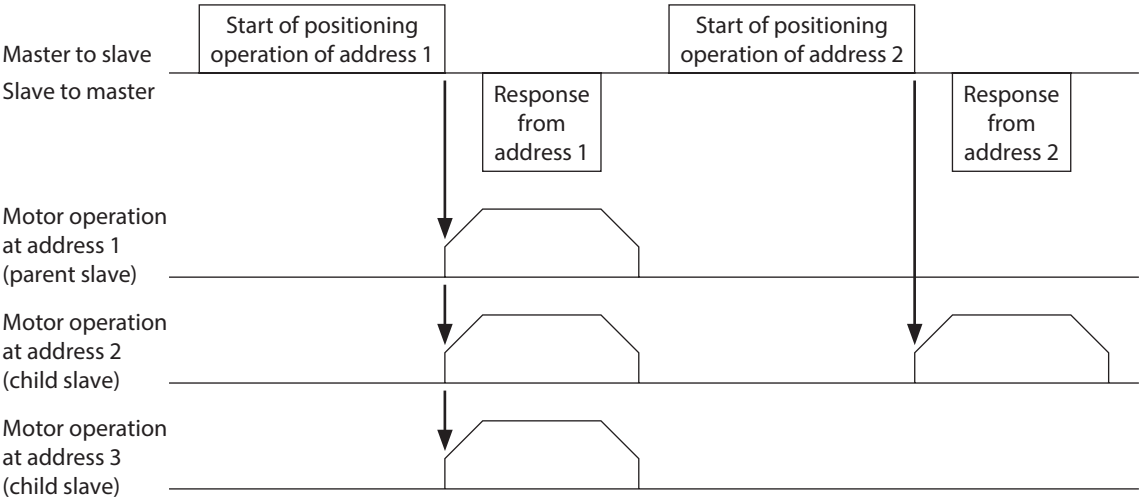 Start of positioning
operation of address 1
Start of positioning
operation of address 2
Master to slave
Slave to master
Response
from
address 1
Response
from
address 2
Motor operation
at address 1
(parent slave)
Motor operation
at address 2
(child slave)
Motor operation
at address 3
(child slave)